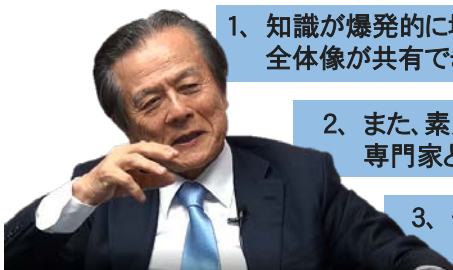 1、 知識が爆発的に
全体像が共有で
2、 また、素
専門家と
3、